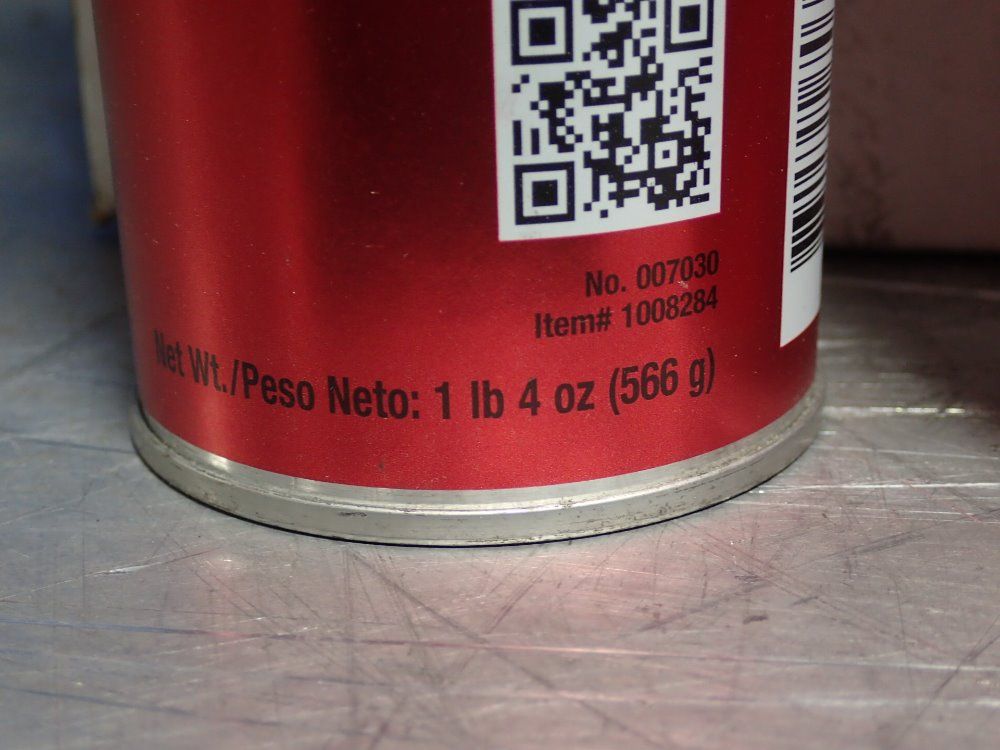 No. 007030
Item# 1008284
Net Wt./Peso Neto: 1 lb 4 oz (566 g)